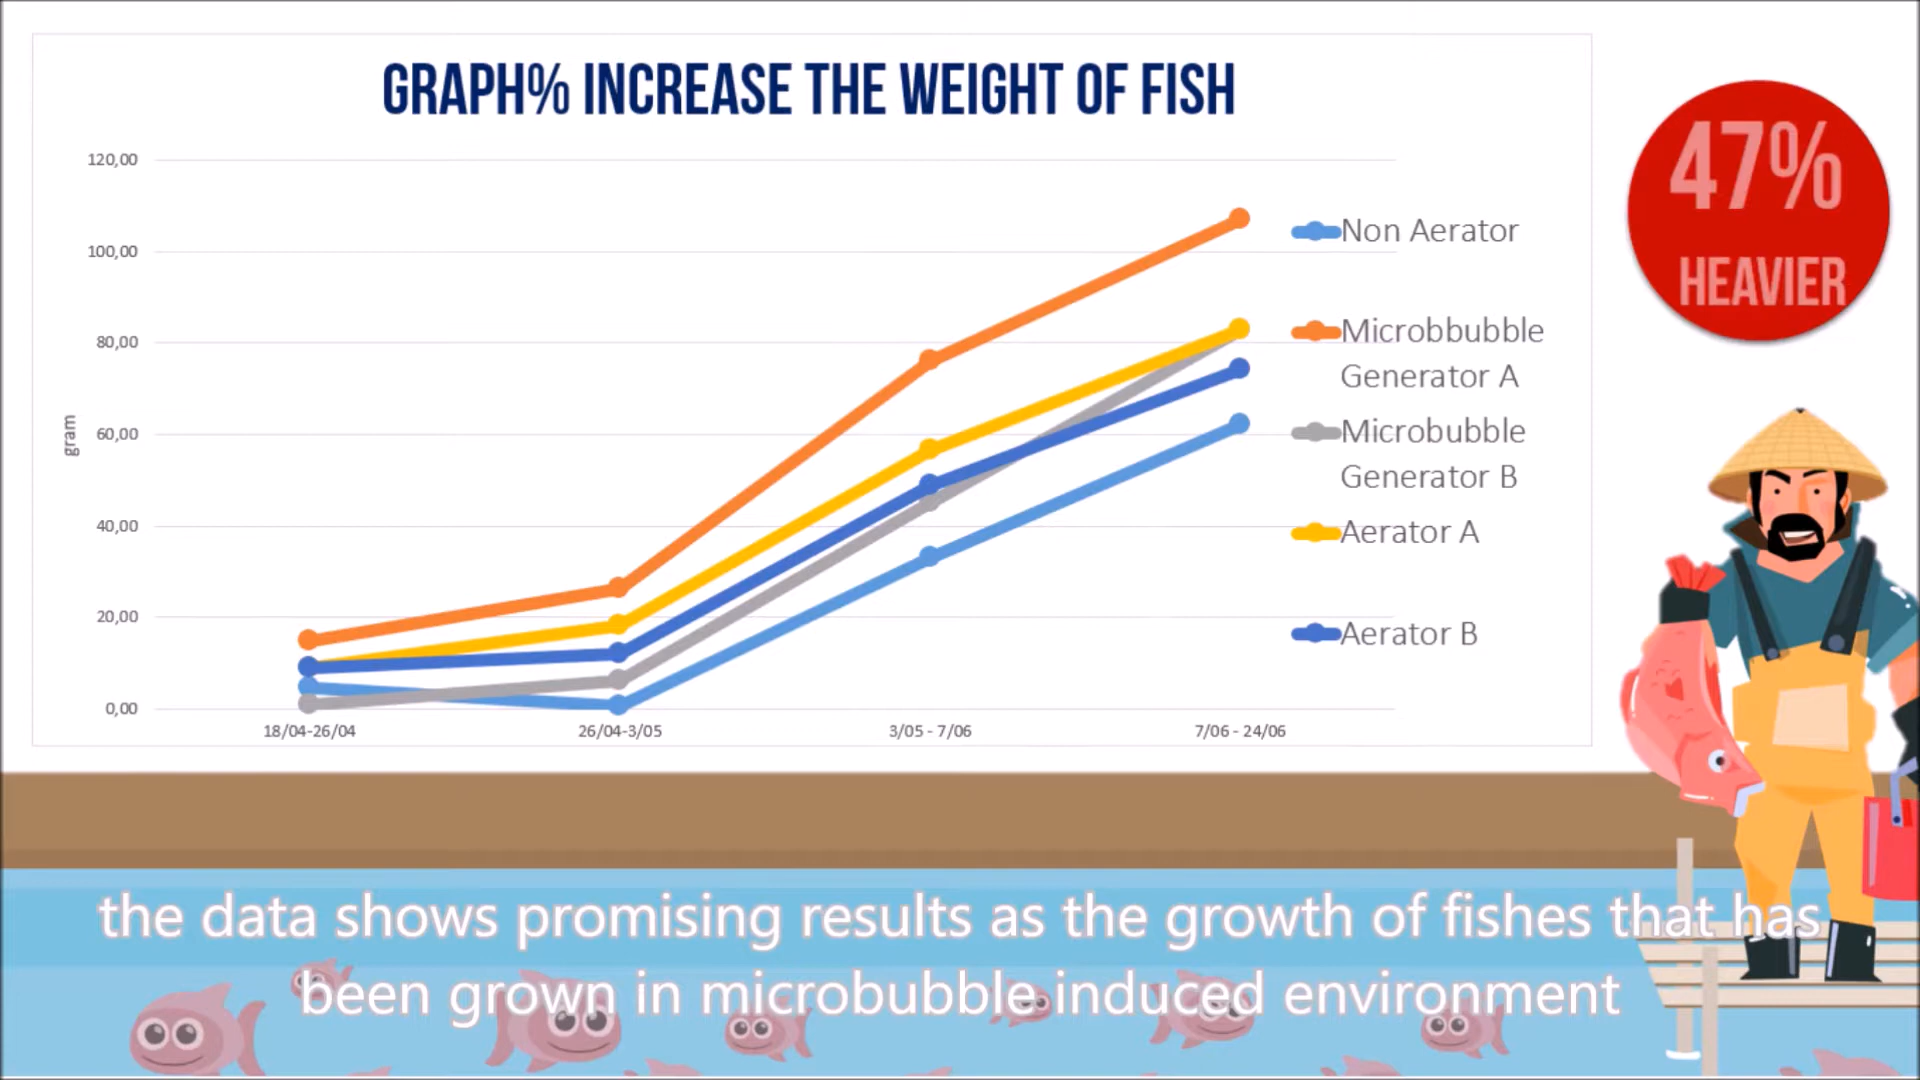 GRAPH% INCREASE THE WEIGHT OF FISH
47%
HEAVIER
120,00
100,00
80,00
60,00
40,00
20,00
0,00
gram
18/04-26/04
26/04-3/05
3/05 - 7/06
7/06 - 24/06
Non Aerator
Microbbubble
Generator A
Microbubble
Generator B
Aerator A
Aerator B
the data shows promising results as the growth of fishes that has
been grown in microbubble induced environment